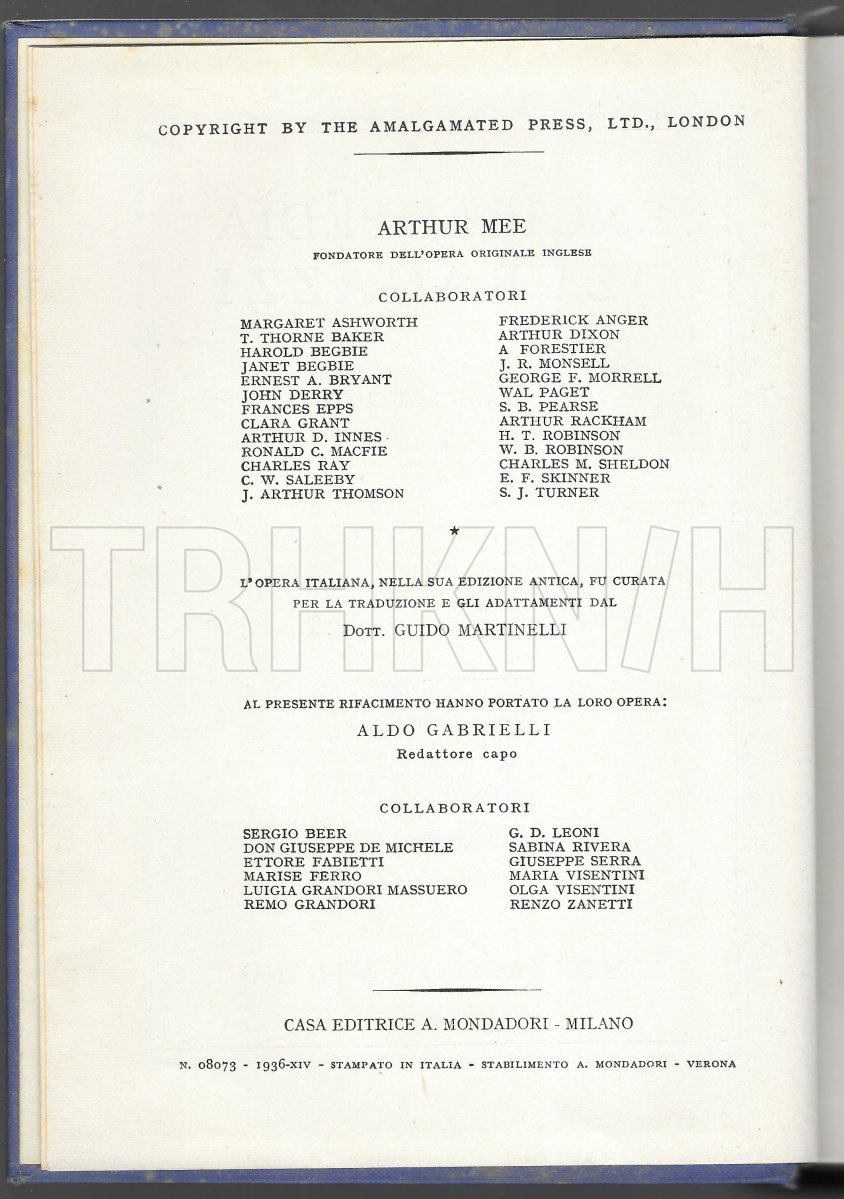 COPYRIGHT BY THE AMALGAMATED PRESS, LTD., LONDON
ARTHUR MEE
FONDATORE DELL'OPERA ORIGINALE INGLESE
COLLABORATORI
MARGARET ASHWORTH
T. THORNE BAKER
HAROLD BEGBIE
JANET BEGBIE
ERNEST A. BRYANT
JOHN DERRY
FRANCES EPPS
CLARA GRANT
ARTHUR D. INNES
RONALD C. MACFIE
CHARLES RAY
C. W. SALEEBY
J. ARTHUR THOMSON
FREDERICK ANGER
ARTHUR DIXON
A FORESTIER
J. R. MONSELL
GEORGE F. MORRELL
WAL PAGET
S. B. PEARSE
ARTHUR RACKHAM
H. T. ROBINSON
W. B. ROBINSON
CHARLES M. SHELDON
E. F. SKINNER
S. J. TURNER
★
L'OPERA ITALIANA, NELLA SUA EDIZIONE ANTICA, FU CURATA
PER LA TRADUZIONE E GLI ADATTAMENTI DAL
DOTT. GUIDO MARTINELLI
TRHKN/H
AL PRESENTE RIFACIMENTO HANNO PORTATO LA LORO OPERA:
ALDO GABRIELLI
Redattore capo
COLLABORATORI
SERGIO BEER
DON GIUSEPPE DE MICHELE
ETTORE FABIETTI
MARISE FERRO
LUIGIA GRANDORI MASSUERO
REMO GRANDORI
G. D. LEONI
SABINA RIVERA
GIUSEPPE SERRA
MARIA VISENTINI
OLGA VISENTINI
RENZO ZANETTI
CASA EDITRICE A. MONDADORI - MILANO
N. 08073 - 1936-XIV - STAMPATO IN ITALIA - STABILIMENTO A. MONDADORI - VERONA